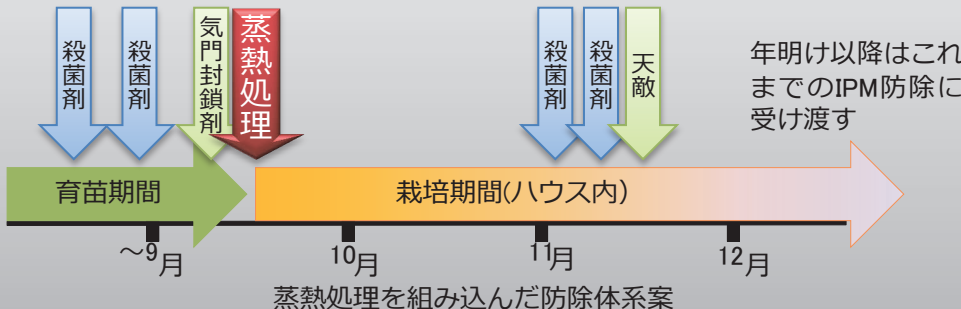 殺菌剤
殺菌剤
気門封鎖剤
蒸熱処理
殺菌剤
殺菌剤
天敵
年明け以降はこれ
までのIPM防除に
受け渡す
育苗期間
栽培期間(ハウス内)
～9月
10月
11月
12月
蒸熱処理を組み込んだ防除体系案